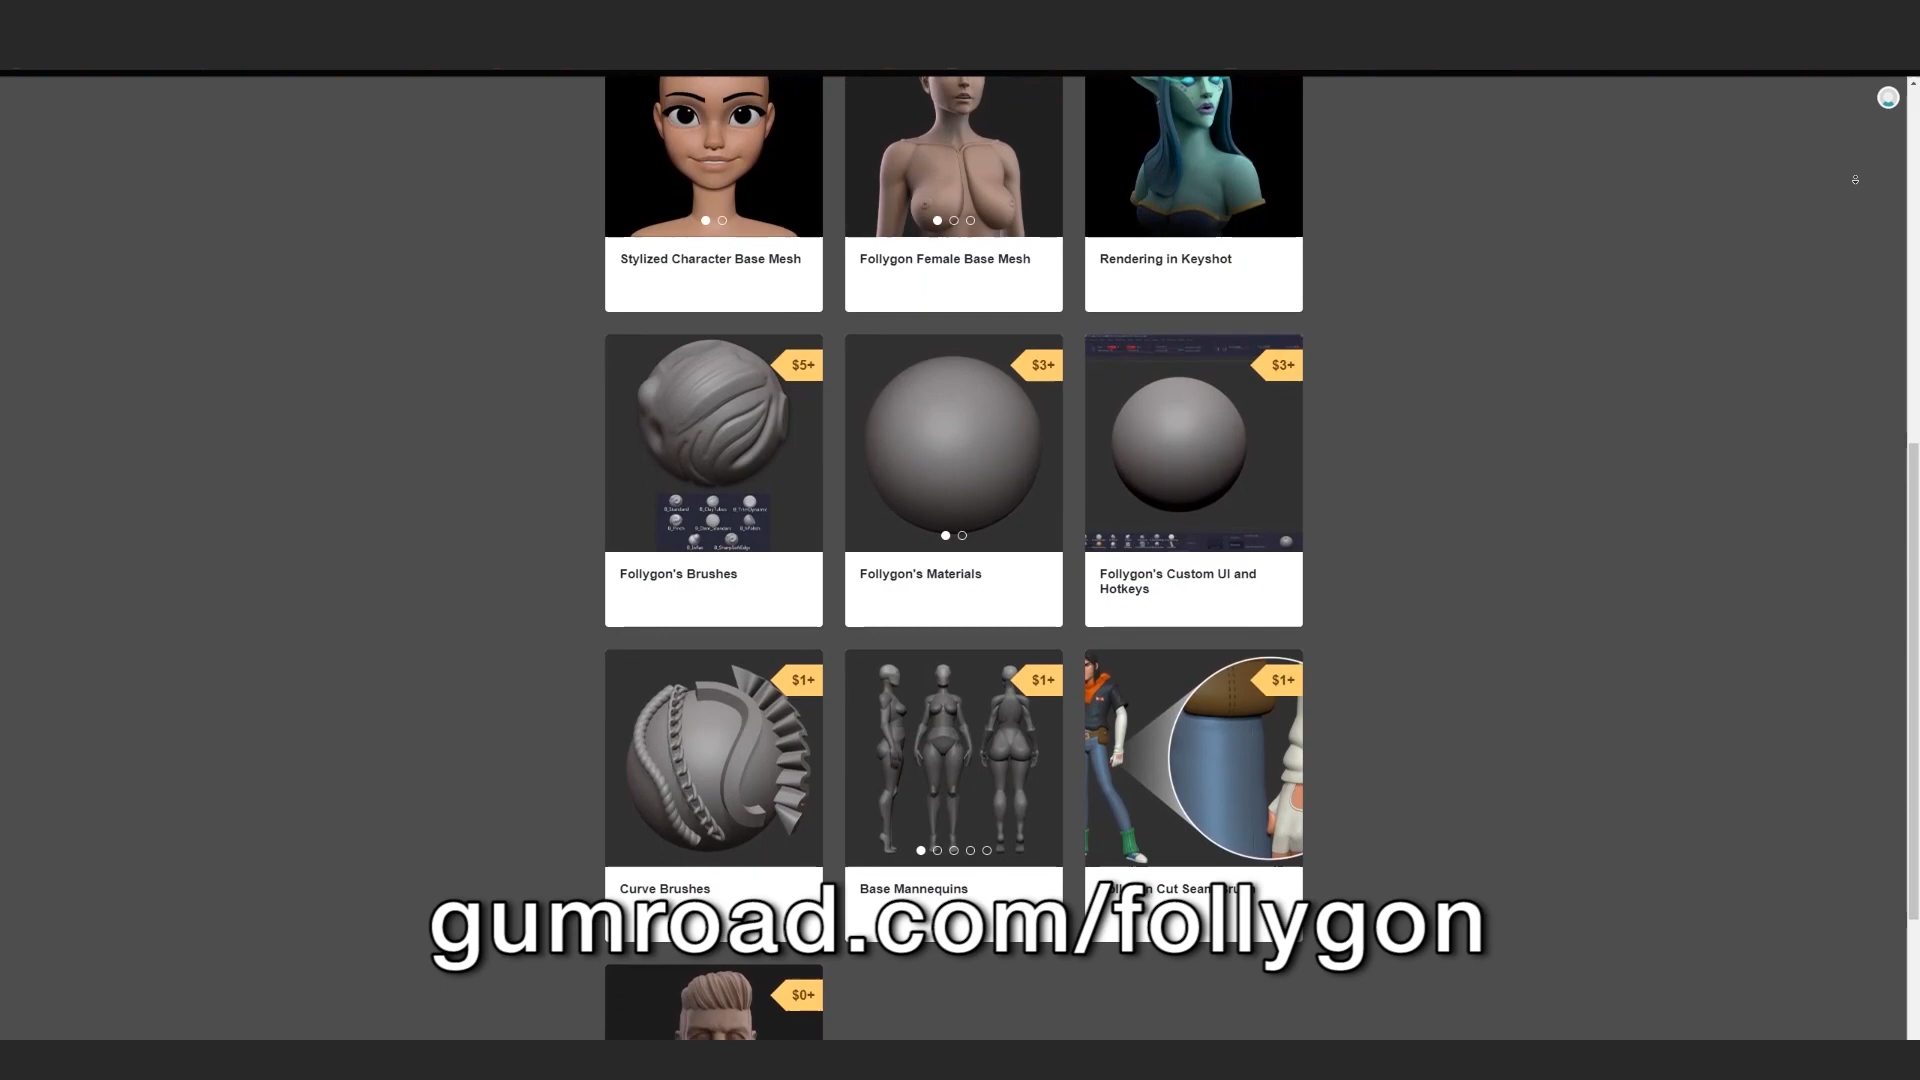 Stylized Character Base Mesh
Follygon Female Base Mesh
Rendering in Keyshot
$5+
$3+
$3+
Follygon's Brushes
Follygon's Materials
Follygon's Custom UI and
Hotkeys
$1+
$1+
$1+
Curve Brushes
Base Mannequins
Cut Seam
gumroad.com/follygon
$0+